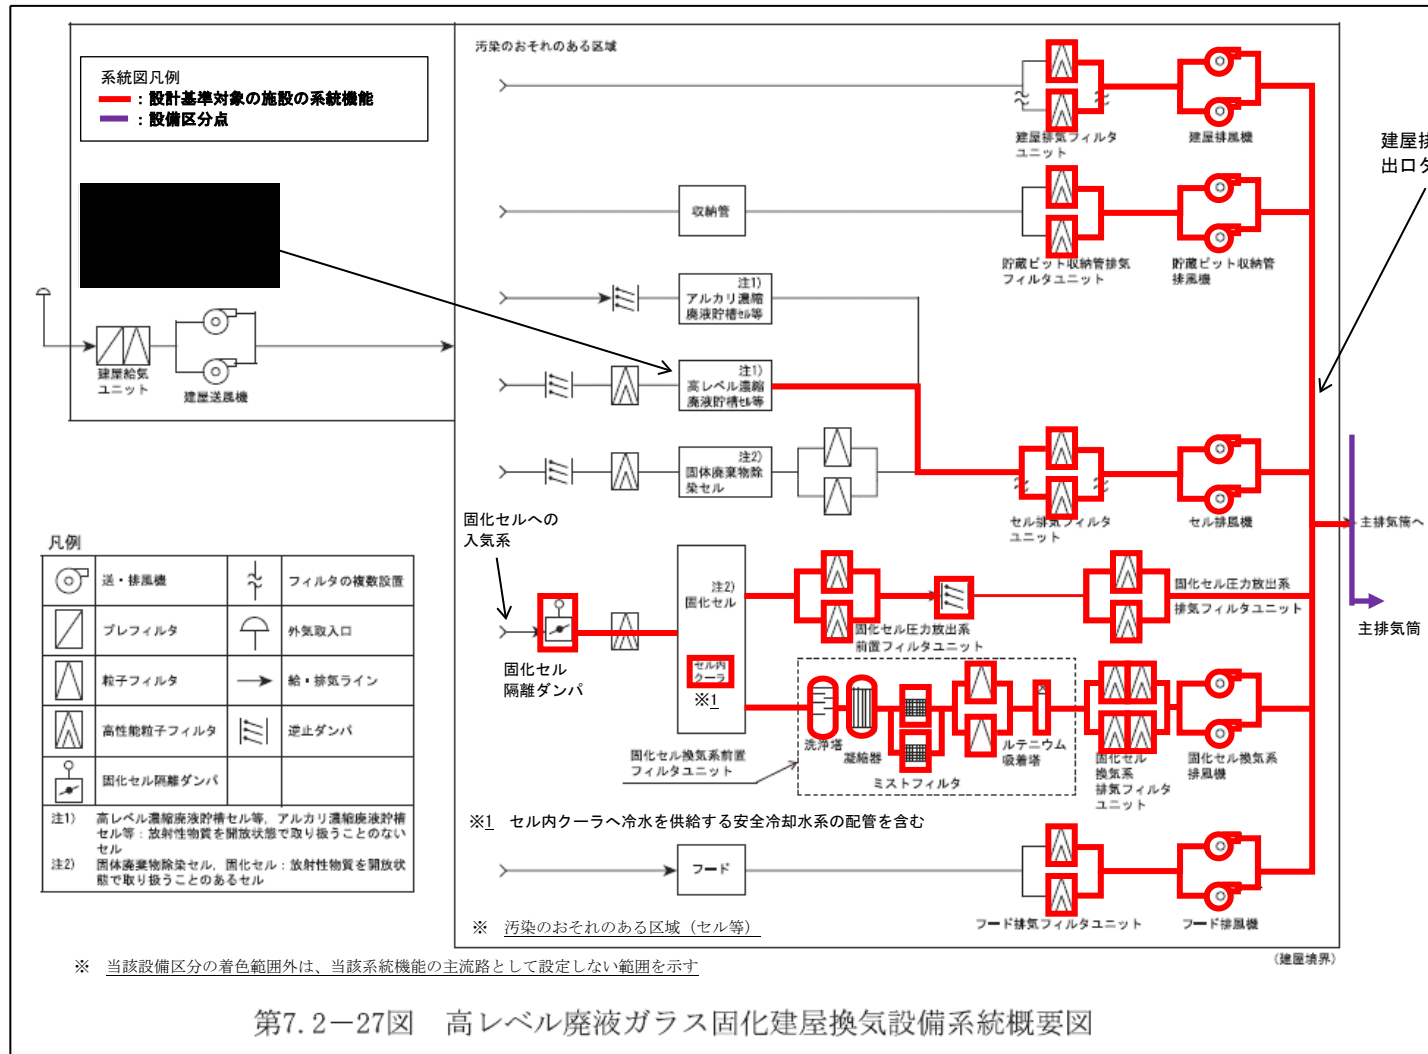 汚染のおそれのある区域
系統図凡例
：設計基準対象の施設の系統機能
：設備区分点
建屋排気フィルタ
ユニット
建屋排風機
建屋排
出口ダ
収納管
貯蔵ピット収納管排気
フィルタユニット
貯蔵ピット収納管
排風機
注1)
アルカリ濃縮
廃液貯槽セル等
建屋給気
ユニット
建屋送風機
注1)
高レベル濃縮
廃液貯槽セル等
注2)
固体廃棄物除
染セル
セル排気フィルタ
ユニット
セル排風機
主排気筒へ
主排気筒
固化セルへの
入気系
固化セル
隔離ダンパ
注2)
固化セル
セル内
クーラ
※1
固化セル圧力放出系
前置フィルタユニット
固化セル圧力放出系
排気フィルタユニット
固化セル換気系前置
フィルタユニット
洗浄塔
凝縮器
ミストフィルタ
ルテニウム
吸着塔
固化セル
換気系
排気フィルタ
ユニット
固化セル換気系
排風機
※1　セル内クーラへ冷水を供給する安全冷却水系の配管を含む
フード
フード排気フィルタユニット
フード排風機
※　汚染のおそれのある区域（セル等）
(建屋境界)
凡例
送・排風機
フィルタの複数設置
プレフィルタ
外気取入口
粒子フィルタ
給・排気ライン
高性能粒子フィルタ
逆止ダンパ
固化セル隔離ダンパ
注1)　高レベル濃縮廃液貯槽セル等，アルカリ濃縮廃液貯槽
セル等：放射性物質を開放状態で取り扱うことのない
セル
注2)　固体廃棄物除染セル，固化セル：放射性物質を開放状
態で取り扱うことのあるセル
※　当該設備区分の着色範囲外は、当該系統機能の主流路として設定しない範囲を示す
第7.2－27図　高レベル廃液ガラス固化建屋換気設備系統概要図